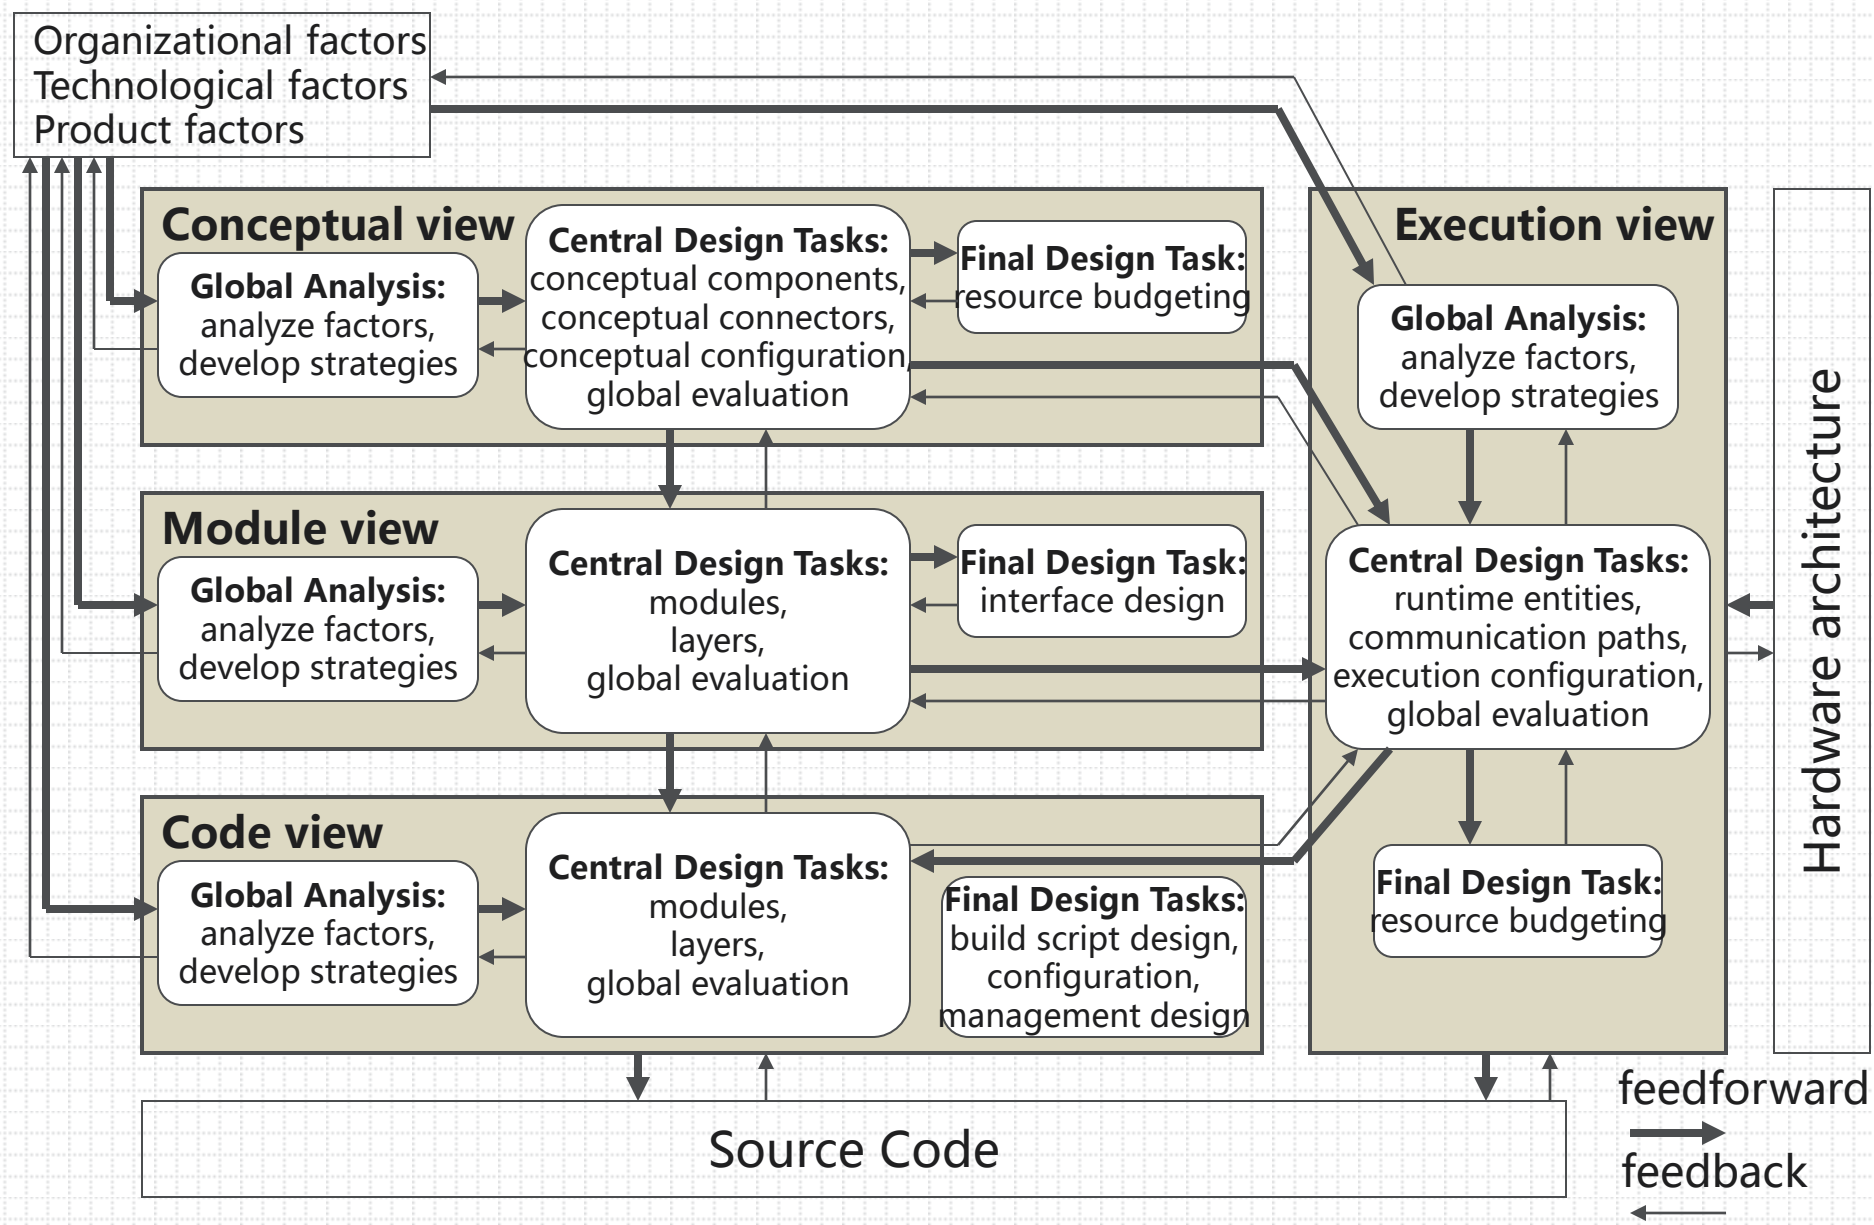 Organizational factors
Technological factors
Product factors
Conceptual view
Global Analysis:
analyze factors,
develop strategies
Central Design Tasks:
conceptual components,
conceptual connectors,
conceptual configuration,
global evaluation
Final Design Task:
resource budgeting
Module view
Global Analysis:
analyze factors,
develop strategies
Central Design Tasks:
modules,
layers,
global evaluation
Final Design Task:
interface design
Code view
Global Analysis:
analyze factors,
develop strategies
Central Design Tasks:
modules,
layers,
global evaluation
Final Design Tasks:
build script design,
configuration,
management design
Execution view
Global Analysis:
analyze factors,
develop strategies
Central Design Tasks:
runtime entities,
communication paths,
execution configuration,
global evaluation
Final Design Task:
resource budgeting
Hardware architecture
Source Code
feedforward
feedback